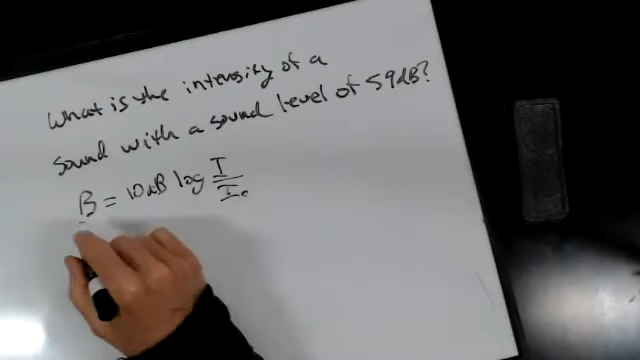 What is the intensity of a
sound with a sound level of 59dB?
β = 10dB log I/I₀